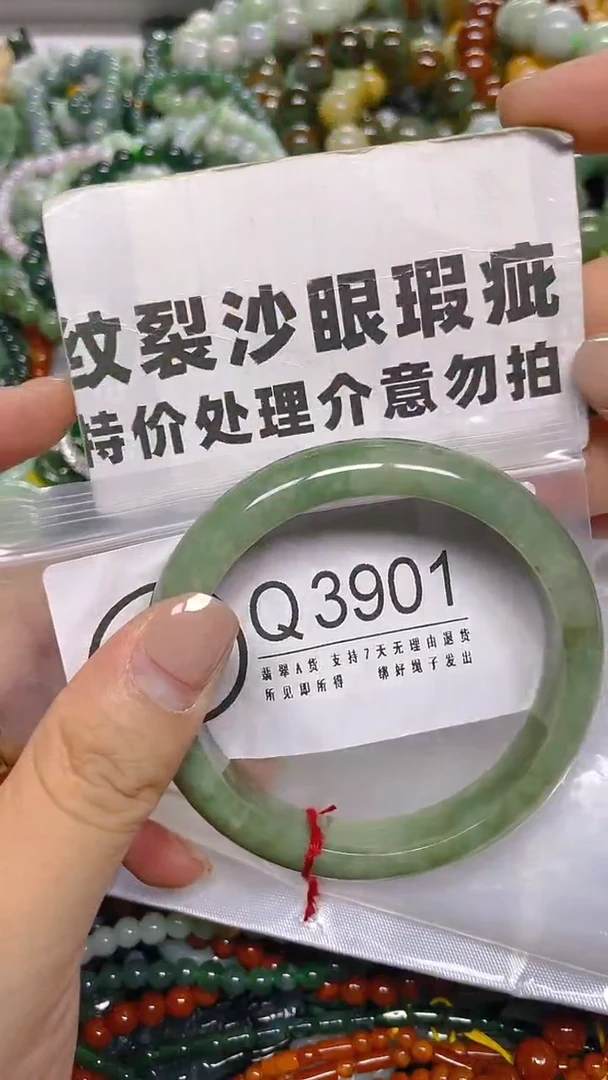 纹裂沙眼瑕疵
特价处理介意勿拍
Q3901
翡翠A货 支持7天无理由退货
所见即所得 绑好绳子发出